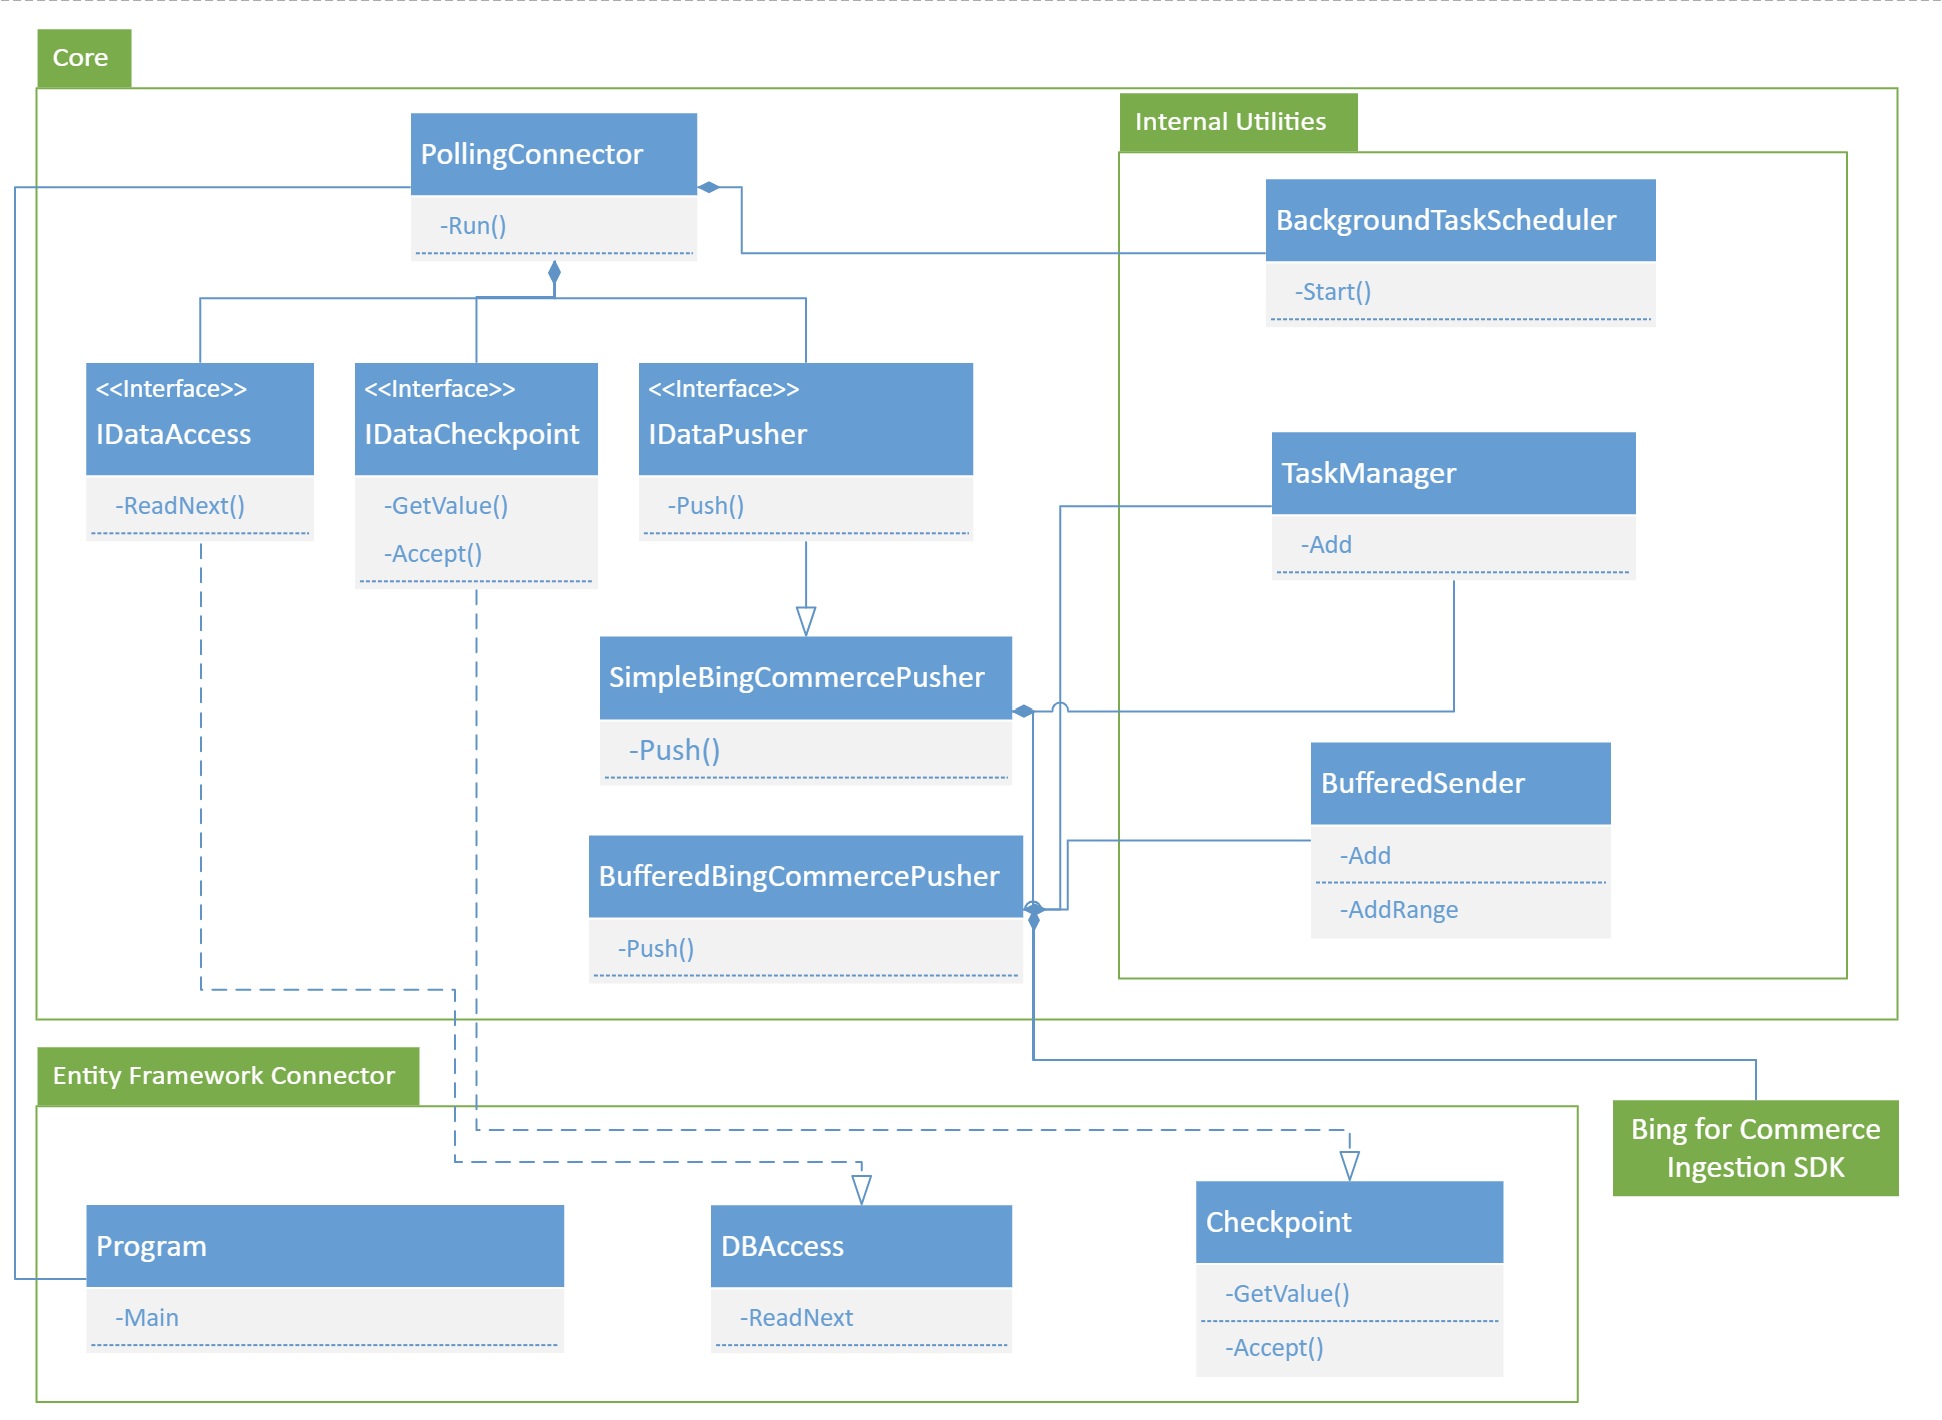 Core
Internal Utilities
PollingConnector
-Run()
BackgroundTaskScheduler
-Start()
<<Interface>>
IDataAccess
-ReadNext()
<<Interface>>
IDataCheckpoint
-GetValue()
-Accept()
<<Interface>>
IDataPusher
-Push()
TaskManager
-Add
SimpleBingCommercePusher
-Push()
BufferedSender
-Add
-AddRange
BufferedBingCommercePusher
-Push()
Entity Framework Connector
Bing for Commerce
Ingestion SDK
Program
-Main
DBAccess
-ReadNext
Checkpoint
-GetValue()
-Accept()